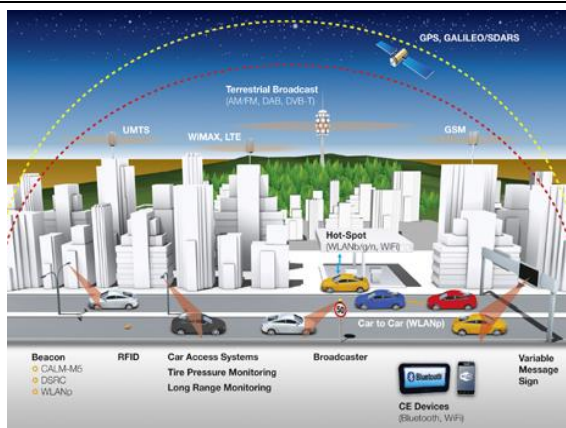 GPS, GALILEO/SDARS
Terrestrial Broadcast
(AM/FM, DAB, DVB-T)
UMTS
WiMAX, LTE
GSM
Hot-Spot
(WLANb/g/n, WiFi)
50
Car to Car (WLANp)
Beacon
CALM-M5
DSRC
WLANp
RFID
Car Access Systems
Tire Pressure Monitoring
Long Range Monitoring
Broadcaster
Bluetooth
CE Devices
(Bluetooth, WiFi)
Variable
Message
Sign